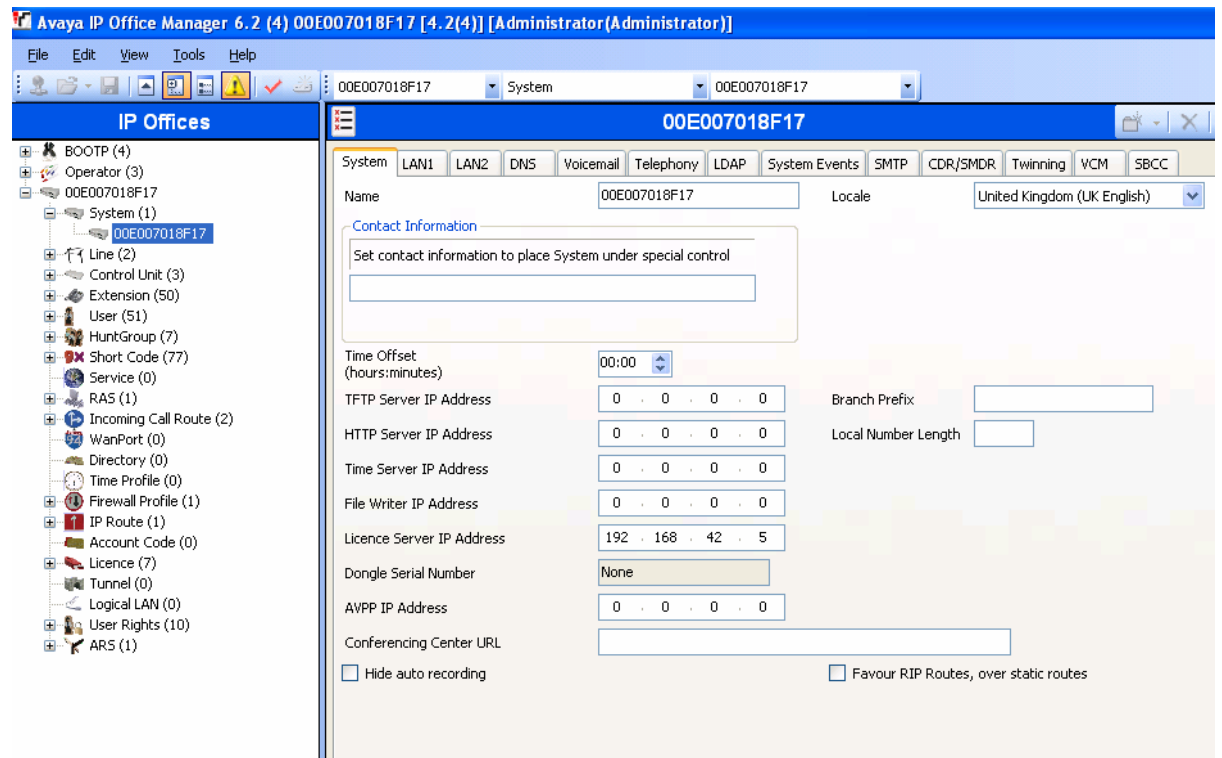 Avaya IP Office Manager 6.2 (4) 00E007018F17 [4.2(4)] [Administrator(Administrator)]
File Edit View Tools Help
00E007018F17 System 00E007018F17
IP Offices
BOOTP (4)
Operator (3)
00E007018F17
System (1)
00E007018F17
Line (2)
Control Unit (3)
Extension (50)
User (51)
HuntGroup (7)
Short Code (77)
Service (0)
RAS (1)
Incoming Call Route (2)
WanPort (0)
Directory (0)
Time Profile (0)
Firewall Profile (1)
IP Route (1)
Account Code (0)
Licence (7)
Tunnel (0)
Logical LAN (0)
User Rights (10)
ARS (1)
00E007018F17
System LAN1 LAN2 DNS Voicemail Telephony LDAP System Events SMTP CDR/SMDR Twinning VCM SBCC
Name 00E007018F17 Locale United Kingdom (UK English)
Contact Information
Set contact information to place System under special control
Time Offset
(hours:minutes) 00:00
TFTP Server IP Address 0 . 0 . 0 . 0 Branch Prefix
HTTP Server IP Address 0 . 0 . 0 . 0 Local Number Length
Time Server IP Address 0 . 0 . 0 . 0
File Writer IP Address 0 . 0 . 0 . 0
Licence Server IP Address 192 . 168 . 42 . 5
Dongle Serial Number None
AVPP IP Address 0 . 0 . 0 . 0
Conferencing Center URL
Hide auto recording Favour RIP Routes, over static routes